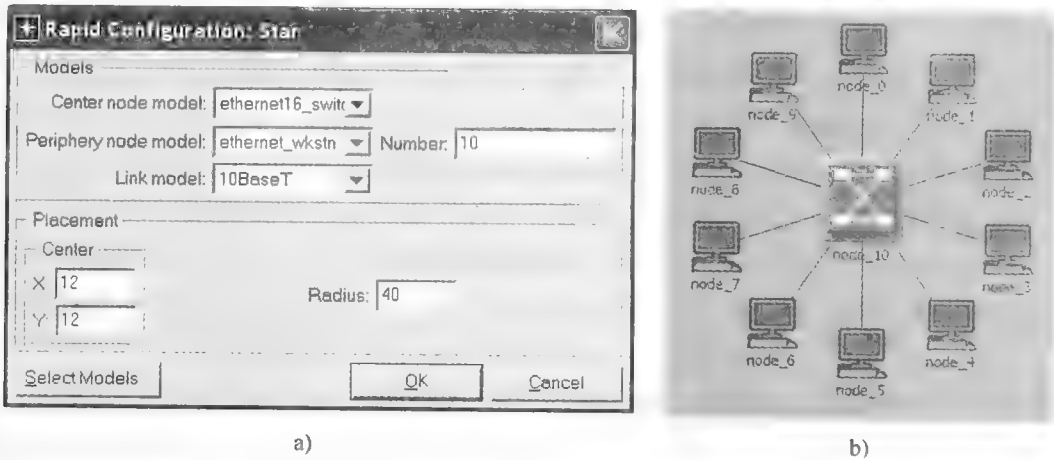 Rapid Configuration: Star
Models
Center node model: ethernet16_switc
Periphery node model: ethernet_wkstn Number: 10
Link model: 10BaseT
Placement
Center
X 12
Y: 12
Radius: 40
Select Models OK Cancel
a)
node_0
node_9
node_1
node_8
node_2
node_10
node_7
node_3
node_6
node_4
node_5
b)